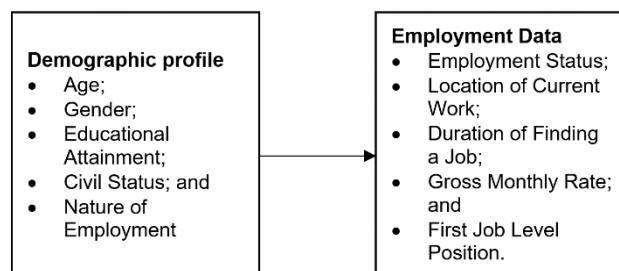 Demographic profile
• Age;
• Gender;
• Educational
Attainment;
• Civil Status; and
• Nature of
Employment
Employment Data
• Employment Status;
• Location of Current
Work;
• Duration of Finding
a Job;
• Gross Monthly Rate;
and
• First Job Level
Position.